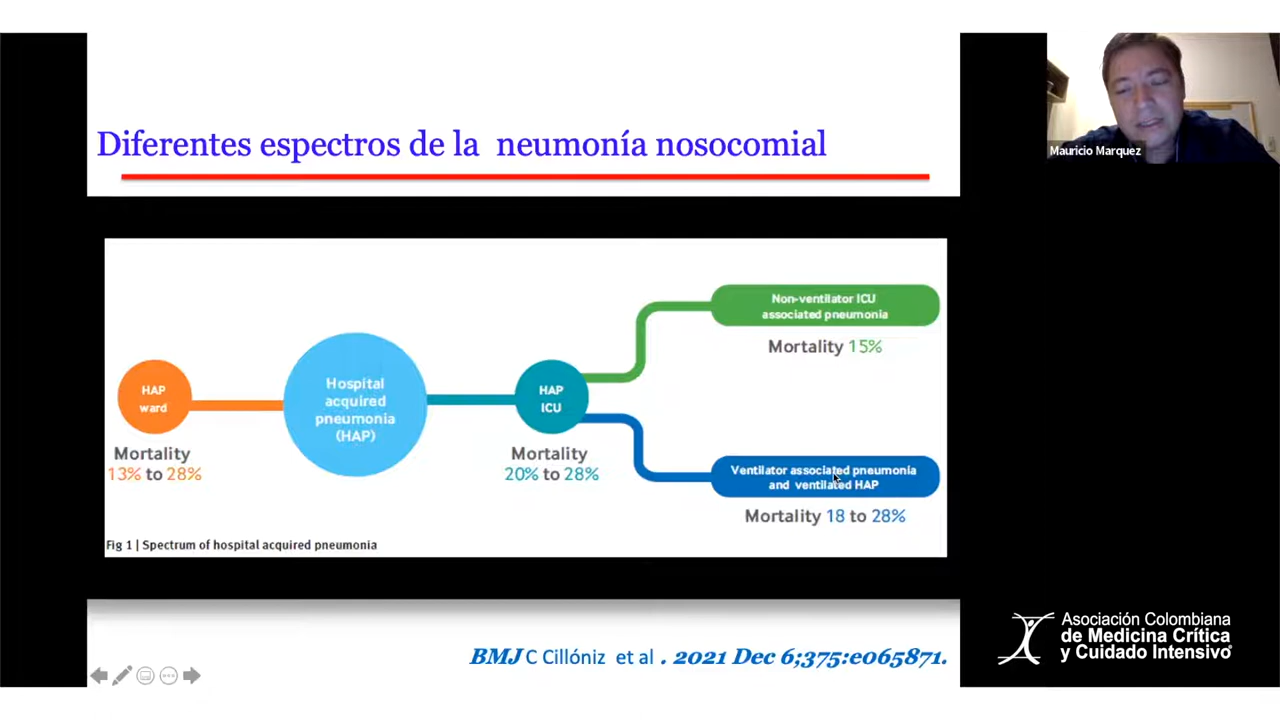 Diferentes espectros de la neumonía nosocomial
Mauricio Marquez
Non-ventilator ICU
associated pneumonia
Mortality 15%
HAP
ward
Mortality
13% to 28%
Hospital
acquired
pneumonia
(HAP)
HAP
ICU
Mortality
20% to 28%
Ventilator associated pneumonia
and ventilated HAP
Mortality 18 to 28%
Fig 1 | Spectrum of hospital acquired pneumonia
BMJ C Cillóniz et al . 2021 Dec 6;375:e065871.
Asociación Colombiana
de Medicina Crítica
y Cuidado Intensivo